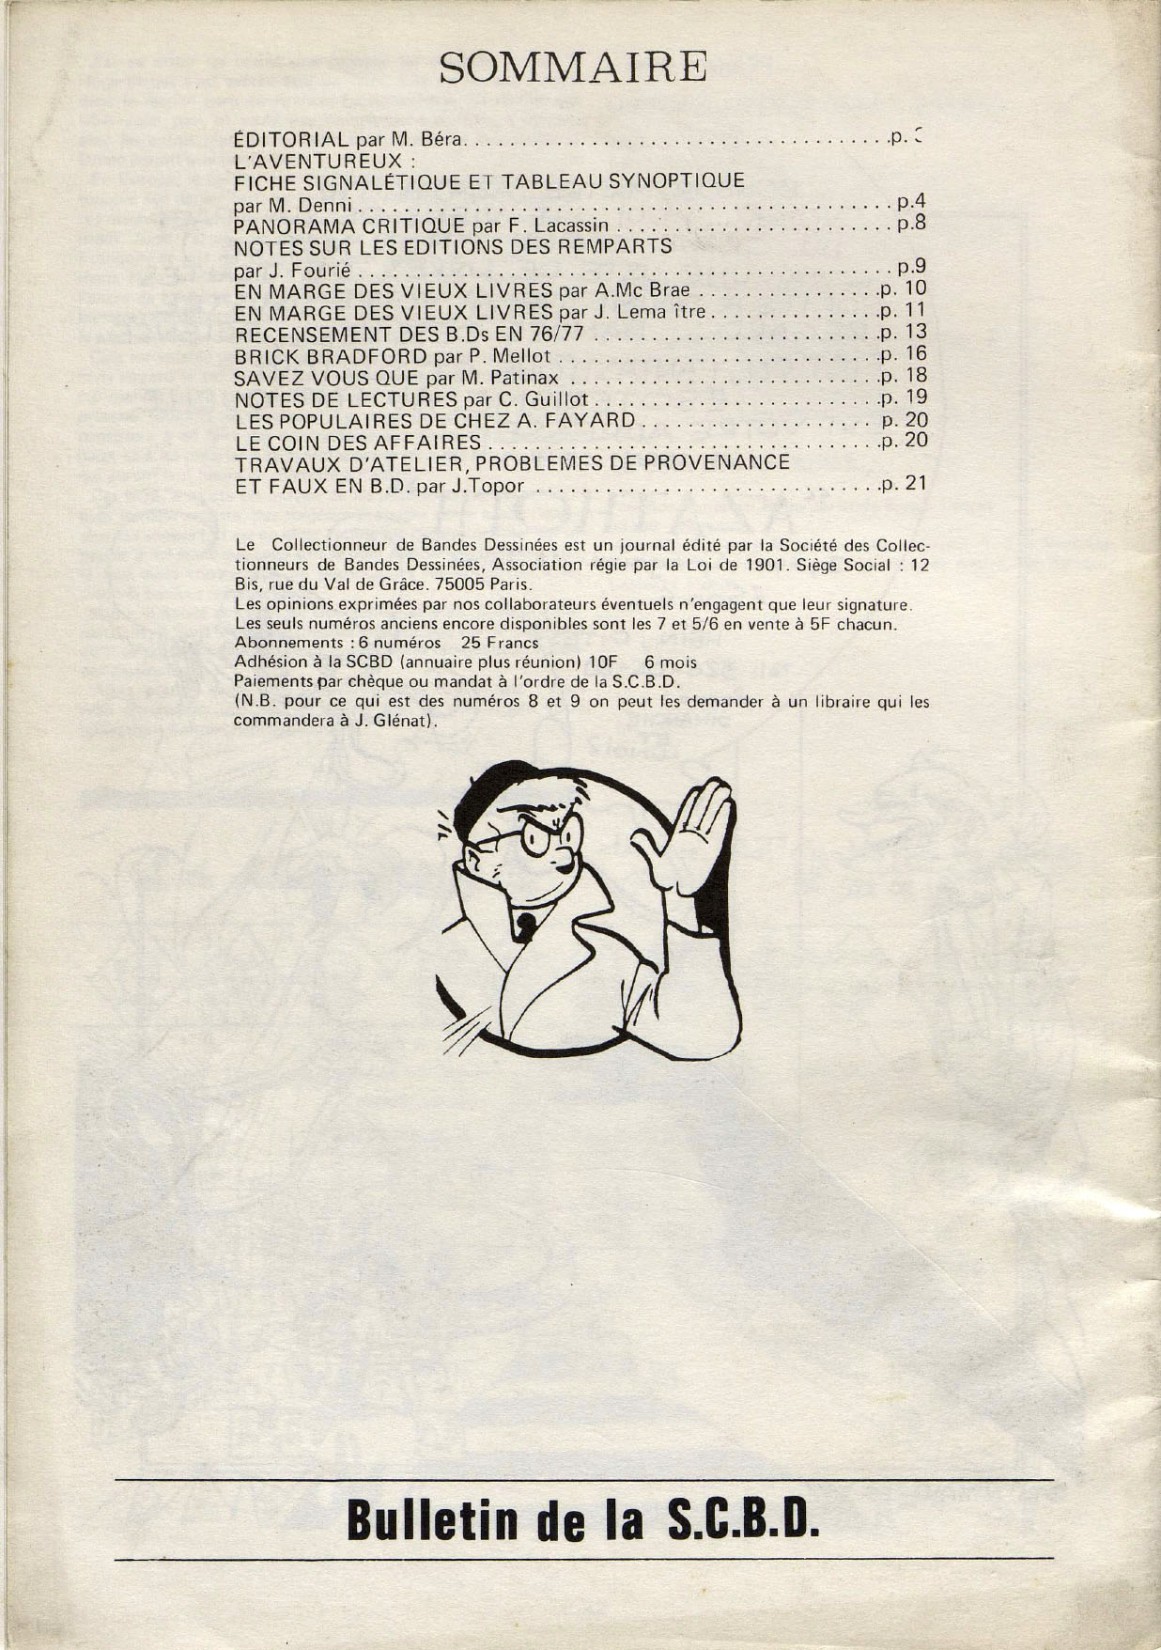 SOMMAIRE
ÉDITORIAL par M. Béra. . . . . . . . . . . . . . . . . . . . . . . . . . . . . . . . . . . . . .p.
L'AVENTUREUX :
FICHE SIGNALÉTIQUE ET TABLEAU SYNOPTIQUE
par M. Denni . . . . . . . . . . . . . . . . . . . . . . . . . . . . . . . . . . . . . . . . . . . . . . . p.4
PANORAMA CRITIQUE par F. Lacassin . . . . . . . . . . . . . . . . . . . . . . . . p.8
NOTES SUR LES EDITIONS DES REMPARTS
par J. Fourié . . . . . . . . . . . . . . . . . . . . . . . . . . . . . . . . . . . . . . . . . . . . . . . p.9
EN MARGE DES VIEUX LIVRES par A.Mc Brae . . . . . . . . . . . . . . . .p. 10
EN MARGE DES VIEUX LIVRES par J. Lema ître . . . . . . . . . . . . . . .p. 11
RECENSEMENT DES B.Ds EN 76/77 . . . . . . . . . . . . . . . . . . . . . . . . .p. 13
BRICK BRADFORD par P. Mellot . . . . . . . . . . . . . . . . . . . . . . . . . . . .p. 16
SAVEZ VOUS QUE par M. Patinax . . . . . . . . . . . . . . . . . . . . . . . . . . .p. 18
NOTES DE LECTURES par C. Guillot . . . . . . . . . . . . . . . . . . . . . . . . .p. 19
LES POPULAIRES DE CHEZ A. FAYARD . . . . . . . . . . . . . . . . . . . . p. 20
LE COIN DES AFFAIRES . . . . . . . . . . . . . . . . . . . . . . . . . . . . . . . . . . .p. 20
TRAVAUX D'ATELIER, PROBLEMES DE PROVENANCE
ET FAUX EN B.D. par J.Topor . . . . . . . . . . . . . . . . . . . . . . . . . . . . . .p. 21
Le Collectionneur de Bandes Dessinées est un journal édité par la Société des Collec-
tionneurs de Bandes Dessinées, Association régie par la Loi de 1901. Siège Social : 12
Bis, rue du Val de Grâce. 75005 Paris.
Les opinions exprimées par nos collaborateurs éventuels n'engagent que leur signature.
Les seuls numéros anciens encore disponibles sont les 7 et 5/6 en vente à 5F chacun.
Abonnements : 6 numéros 25 Francs
Adhésion à la SCBD (annuaire plus réunion) 10F 6 mois
Paiements par chèque ou mandat à l'ordre de la S.C.B.D.
(N.B. pour ce qui est des numéros 8 et 9 on peut les demander à un libraire qui les
commandera à J. Glénat).
Bulletin de la S.C.B.D.